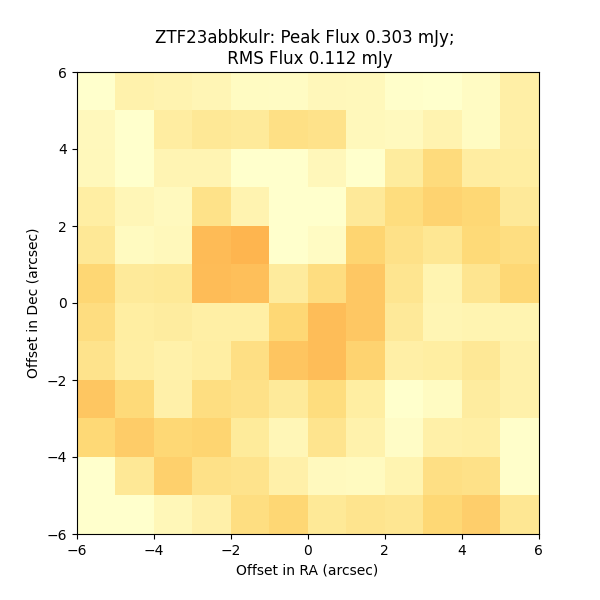 ZTF23abbkulr: Peak Flux 0.303 mJy;
RMS Flux 0.112 mJy
6
4
2
0
−2
−4
−6
Offset in Dec (arcsec)
−6 −4 −2 0 2 4 6
Offset in RA (arcsec)